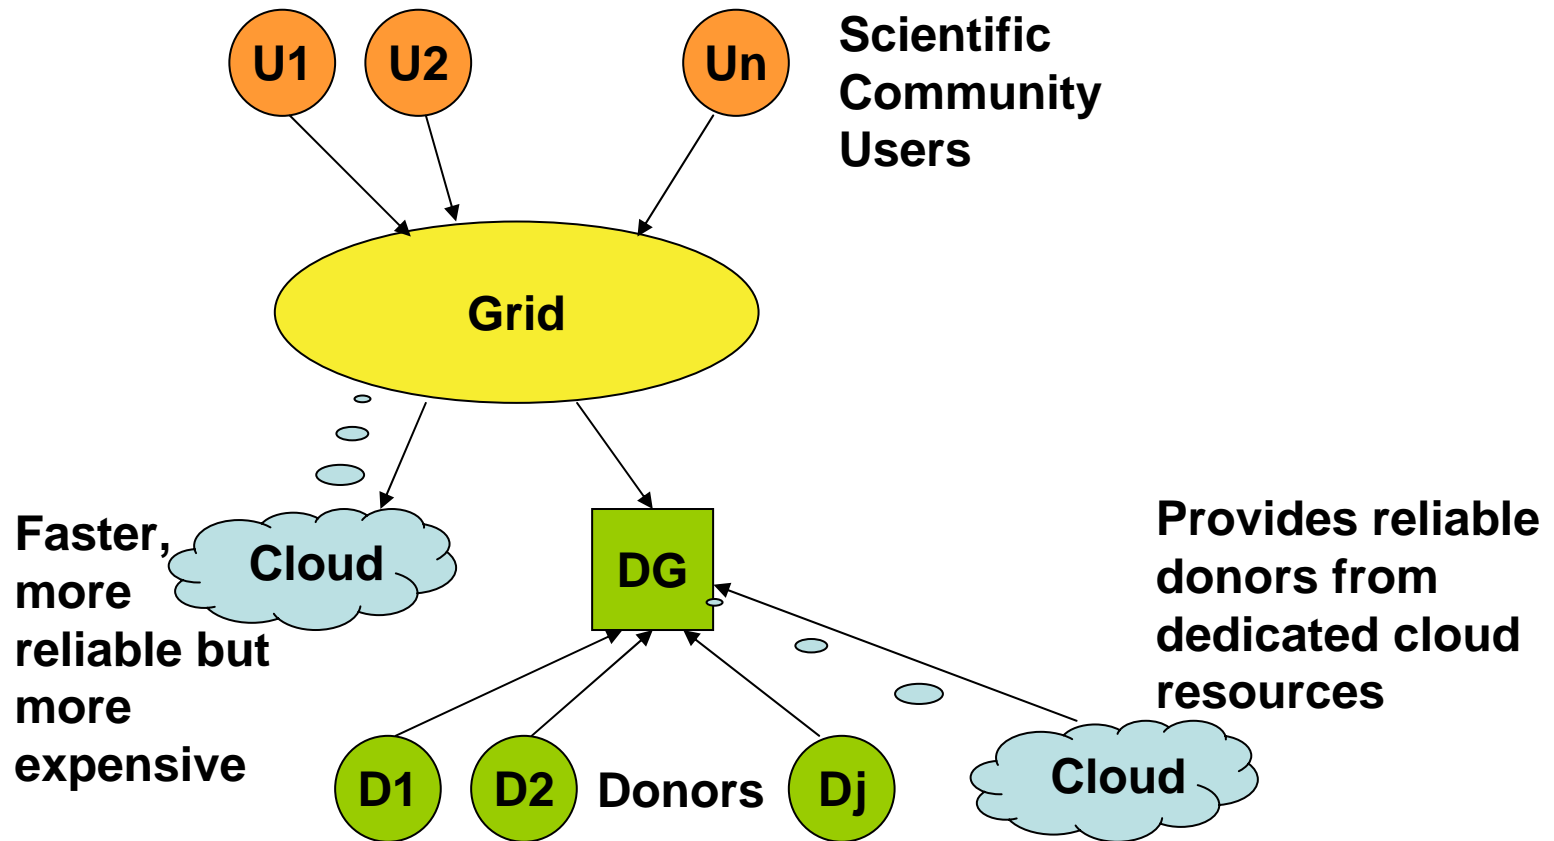 U1
U2
Un
Scientific
Community
Users
Grid
Faster,
more
reliable but
more
expensive
Cloud
DG
Provides reliable
donors from
dedicated cloud
resources
D1
D2
Donors
Dj
Cloud